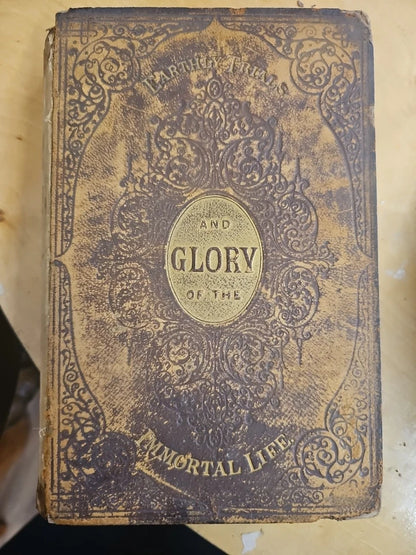 EARTHLY TRIALS
AND
GLORY
OF THE
IMMORTAL LIFE